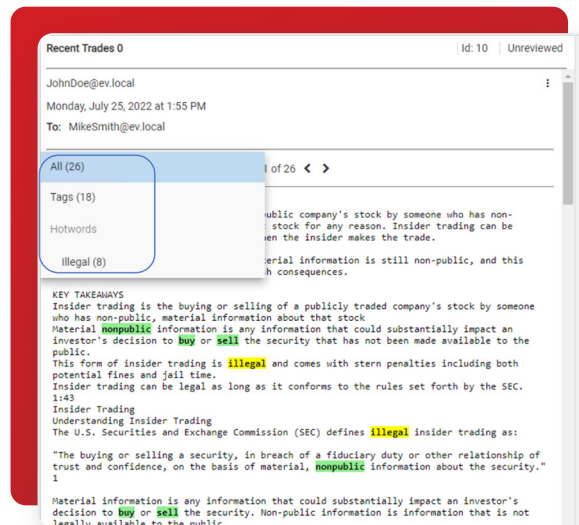 Recent Trades 0
Id: 10
Unreviewed
JohnDoe@ev.local
Monday, July 25, 2022 at 1:55 PM
To: MikeSmith@ev.local
All (26)
of 26
Tags (18)
Hotwords
Illegal (8)
public company's stock by someone who has non-
stock for any reason. Insider trading can be
the insider makes the trade.
information is still non-public, and this
consequences.
KEY TAKEAWAYS
Insider trading is the buying or selling of a publicly traded company's stock by someone
who has non-public, material information about that stock
Material nonpublic information is any information that could substantially impact an
investor's decision to buy or sell the security that has not been made available to the
public.
This form of insider trading is illegal and comes with stern penalties including both
potential fines and jail time.
Insider trading can be legal as long as it conforms to the rules set forth by the SEC.
1:43
Insider Trading
Understanding Insider Trading
The U.S. Securities and Exchange Commission (SEC) defines illegal insider trading as:
"The buying or selling a security, in breach of a fiduciary duty or other relationship of
trust and confidence, on the basis of material, nonpublic information about the security."
1
Material information is any information that could substantially impact an investor's
decision to buy or sell the security. Non-public information is information that is not
legally available to the public.